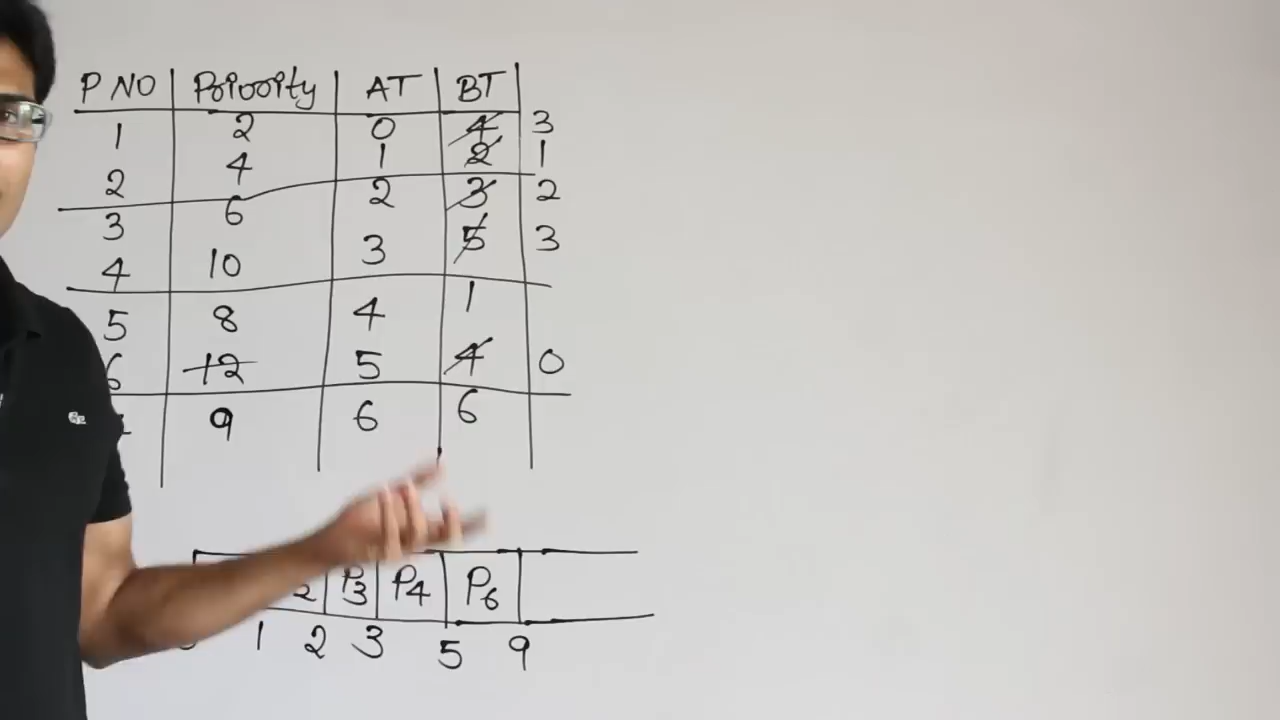 P NO Priority AT BT
1 2 0 4 3
2 4 1 2 1
3 6 2 3 2
4 10 3 5 3
5 8 4 1
6 12 5 4 0
9 6 6
2 P3 P4 P6
1 2 3 5 9